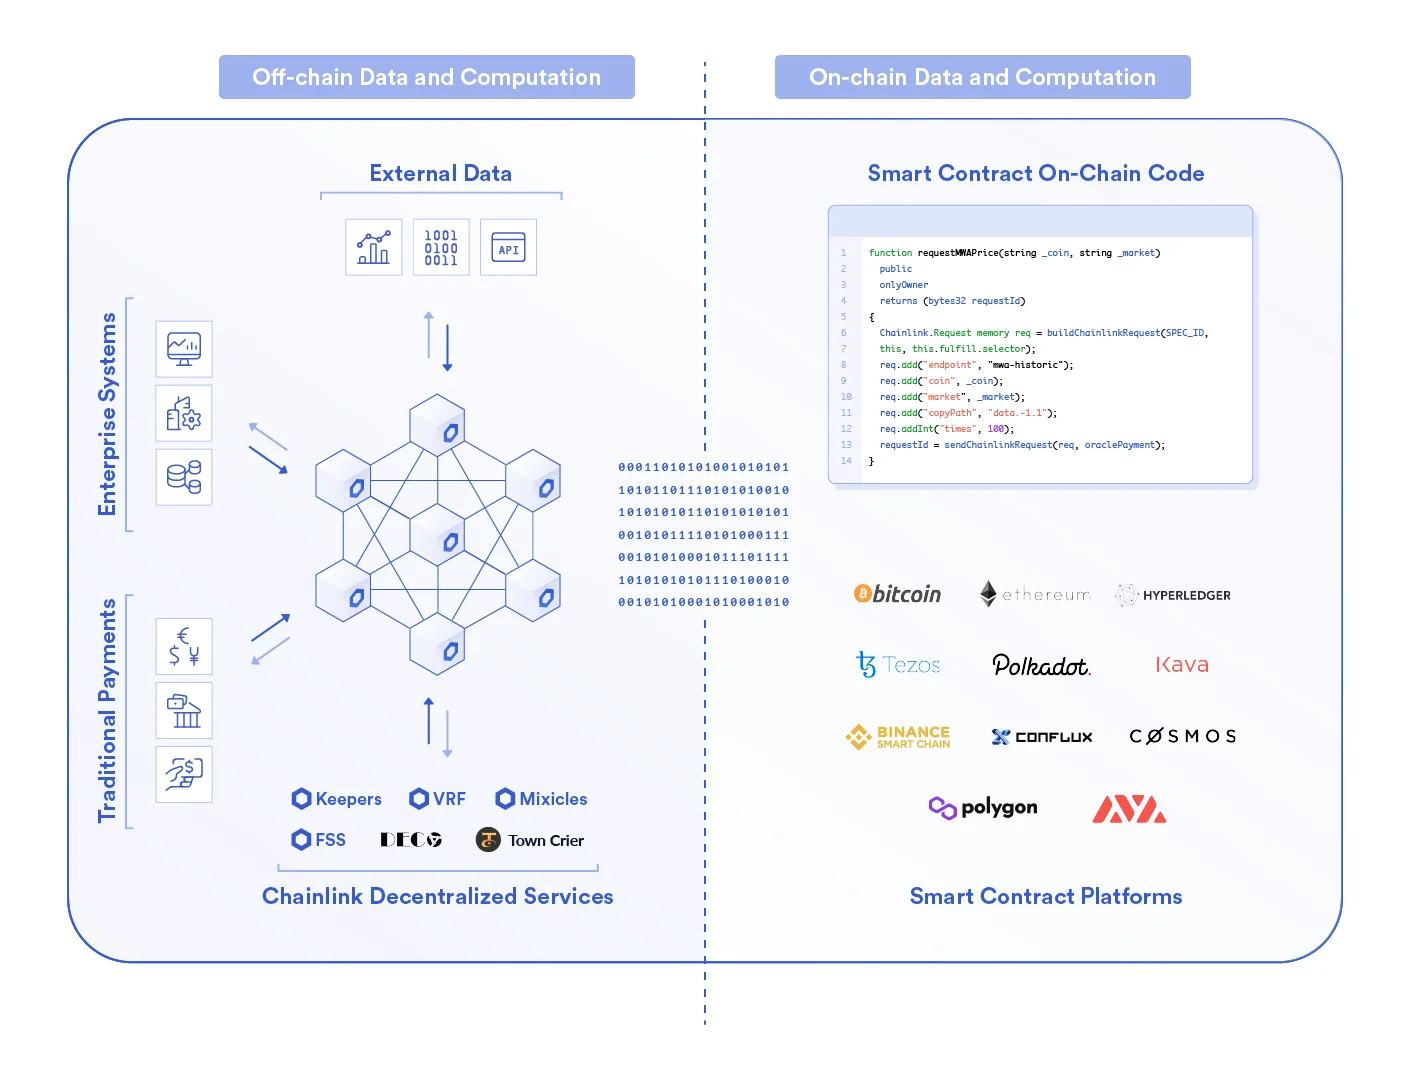 Off-chain Data and Computation
On-chain Data and Computation
External Data
1001
0100
0011
API
Enterprise Systems
Traditional Payments
€
$ ¥
$
Keepers
VRF
Mixicles
FSS
DECO
Town Crier
Chainlink Decentralized Services
00011010101001010101
10101101110101010010
10101010110101010101
00101011110101000111
00101010001011101111
10101010101110100010
00101010001010001010
Smart Contract On-Chain Code
1 function requestMWAPrice(string _coin, string _market)
2 public
3 onlyOwner
4 returns (bytes32 requestId)
5 {
6 Chainlink.Request memory req = buildChainlinkRequest(SPEC_ID,
7 this, this.fulfill.selector);
8 req.add("endpoint", "mwa-historic");
9 req.add("coin", _coin);
10 req.add("market", _market);
11 req.add("copyPath", "data.-1.1");
12 req.addInt("times", 100);
13 requestId = sendChainlinkRequest(req, oraclePayment);
14 }
bitcoin
ethereum
HYPERLEDGER
Tezos
Polkadot.
Kava
BINANCE
SMART CHAIN
CONFLUX
COSMOS
polygon
AVA
Smart Contract Platforms